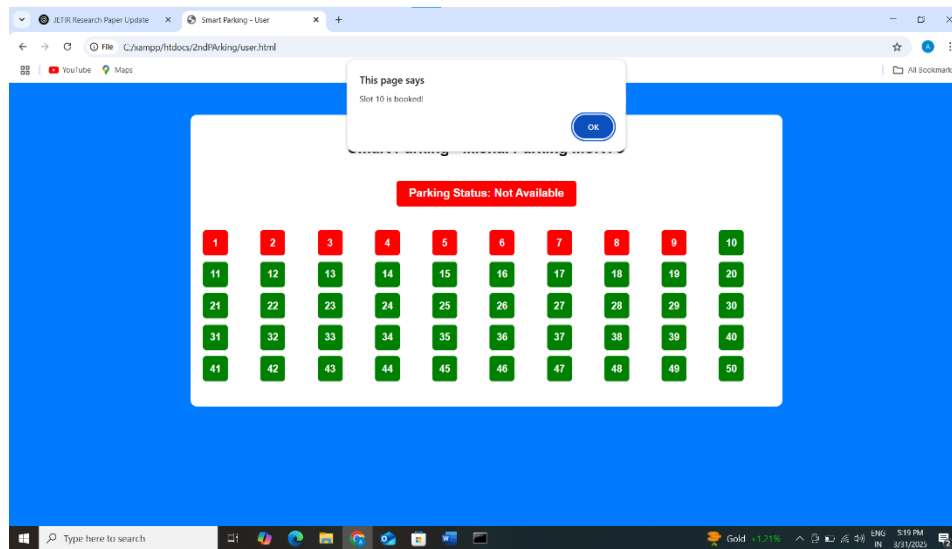 JETIR Research Paper Update
Smart Parking - User
File C:/xampp/htdocs/2ndPArking/user.html
YouTube Maps All Bookmark
This page says
Slot 10 is booked!
OK
Parking Status: Not Available
1 2 3 4 5 6 7 8 9 10
11 12 13 14 15 16 17 18 19 20
21 22 23 24 25 26 27 28 29 30
31 32 33 34 35 36 37 38 39 40
41 42 43 44 45 46 47 48 49 50
Type here to search Gold +1.21% ENG 5:19 PM
IN 3/31/2025